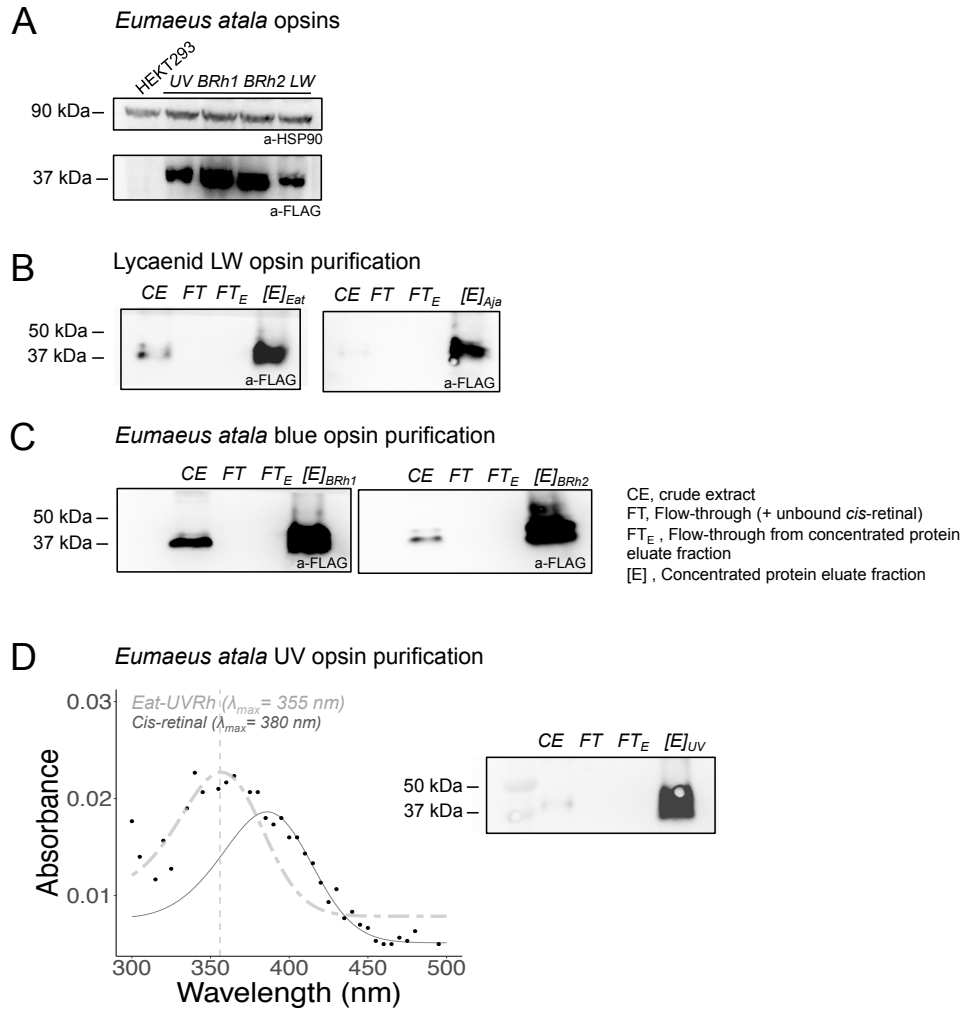 A
Eumaeus atala opsins
HEKT293
UV BRh1 BRh2 LW
90 kDa
a-HSP90
37 kDa
a-FLAG
B
Lycaenid LW opsin purification
CE FT FTE [E]Eat
CE FT FTE [E]Aja
50 kDa
37 kDa
a-FLAG
a-FLAG
C
Eumaeus atala blue opsin purification
CE FT FTE [E]BRh1
CE FT FTE [E]BRh2
50 kDa
37 kDa
a-FLAG
a-FLAG
CE, crude extract
FT, Flow-through (+ unbound cis-retinal)
FTE , Flow-through from concentrated protein
eluate fraction
[E] , Concentrated protein eluate fraction
D
Eumaeus atala UV opsin purification
Eat-UVRh (λmax= 355 nm)
Cis-retinal (λmax= 380 nm)
0.03
0.02
0.01
Absorbance
300 350 400 450 500
Wavelength (nm)
CE FT FTE [E]UV
50 kDa
37 kDa